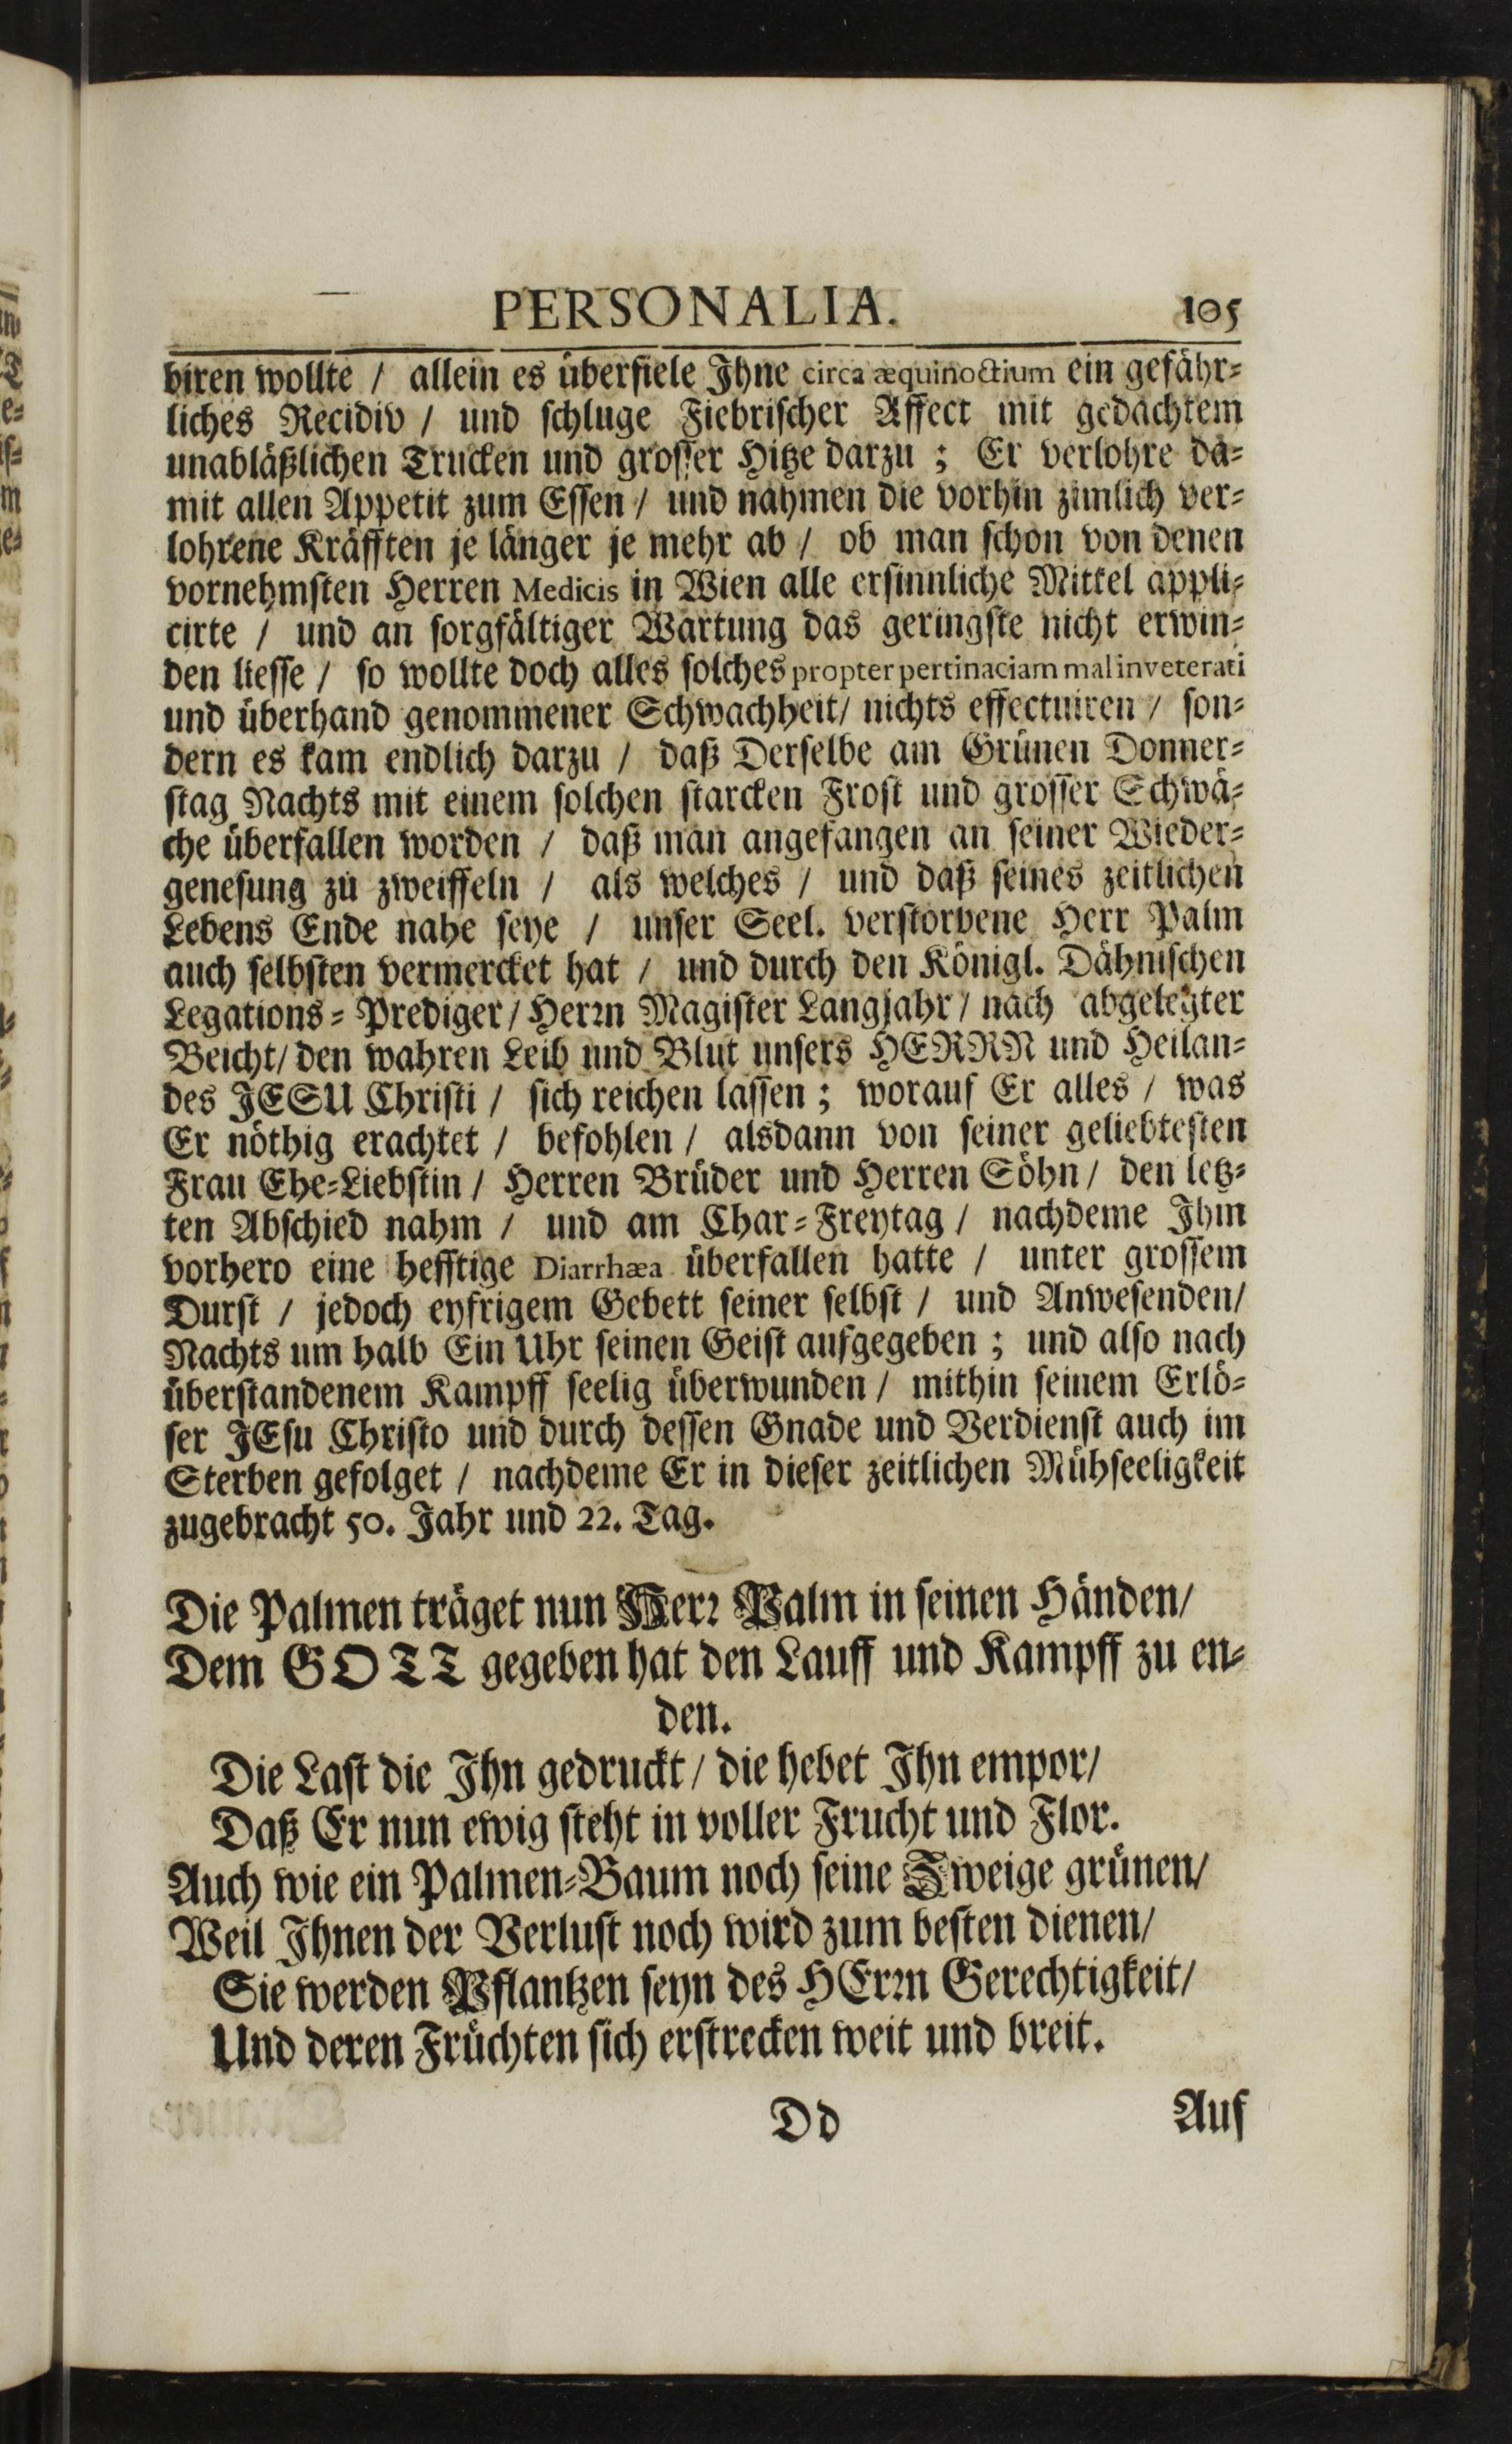 PERSONALIA. 105
biren wollte / allein es überfiele Ihne circa æquinoctium ein gefähr-
liches Recidiv / und schluge Fiebrischer Affect mit gedachtem
unabläßlichen Trucken und grosser Hitze darzu ; Er verlohre da-
mit allen Appetit zum Essen / und nahmen die vorhin zimlich ver-
lohrene Kräfften je länger je mehr ab / ob man schon von denen
vornehmsten Herren Medicis in Wien alle ersinnliche Mittel appli-
cirte / und an sorgfältiger Wartung das geringste nicht erwin-
den liesse / so wollte doch alles solches propter pertinaciam mal inveterati
und überhand genommener Schwachheit / nichts effectuiren / son-
dern es kam endlich darzu / daß Derselbe am Grünen Donner-
stag Nachts mit einem solchen starcken Frost und grosser Schwä-
che überfallen worden / daß man angefangen an seiner Wieder-
genesung zu zweiffeln / als welches / und daß seines zeitlichen
Lebens Ende nahe seye / unser Seel. verstorbene Herr Palm
auch selbsten vermercket hat / und durch den Königl. Dähnischen
Legations-Prediger / Herrn Magister Langjahr / nach abgelegter
Beicht / den wahren Leib und Blut unsers HERRN und Heilan-
des JESU Christi / sich reichen lassen ; worauf Er alles / was
Er nöthig erachtet / befohlen / alsdann von seiner geliebtesten
Frau Ehe-Liebstin / Herren Brüder und Herren Söhn / den letz-
ten Abschied nahm / und am Char-Freytag / nachdeme Ihm
vorhero eine hefftige Diarrhæa überfallen hatte / unter grossem
Durst / jedoch eyfrigem Gebett seiner selbst / und Anwesenden /
Nachts um halb Ein Uhr seinen Geist aufgegeben ; und also nach
überstandenem Kampff seelig überwunden / mithin seinem Erlö-
ser JEsu Christo und durch dessen Gnade und Verdienst auch im
Sterben gefolget / nachdeme Er in dieser zeitlichen Mühseeligkeit
zugebracht 50. Jahr und 22. Tag.
Die Palmen träget nun Herr Palm in seinen Händen /
Dem GOTT gegeben hat den Lauff und Kampff zu en-
den.
Die Last die Ihn gedruckt / die hebet Ihn empor /
Daß Er nun ewig steht in voller Frucht und Flor.
Auch wie ein Palmen-Baum noch seine Zweige grünen /
Weil Ihnen der Verlust noch wird zum besten dienen /
Sie werden Pflantzen seyn des HErrn Gerechtigkeit /
Und deren Früchten sich erstrecken weit und breit.
Dd Auf